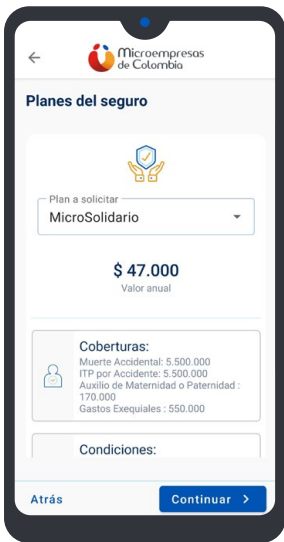 Microempresas
de Colombia
Planes del seguro
Plan a solicitar
MicroSolidario
$ 47.000
Valor anual
Coberturas:
Muerte Accidental: 5.500.000
ITP por Accidente: 5.500.000
Auxilio de Maternidad o Paternidad :
170.000
Gastos Exequiales : 550.000
Condiciones:
Atrás
Continuar